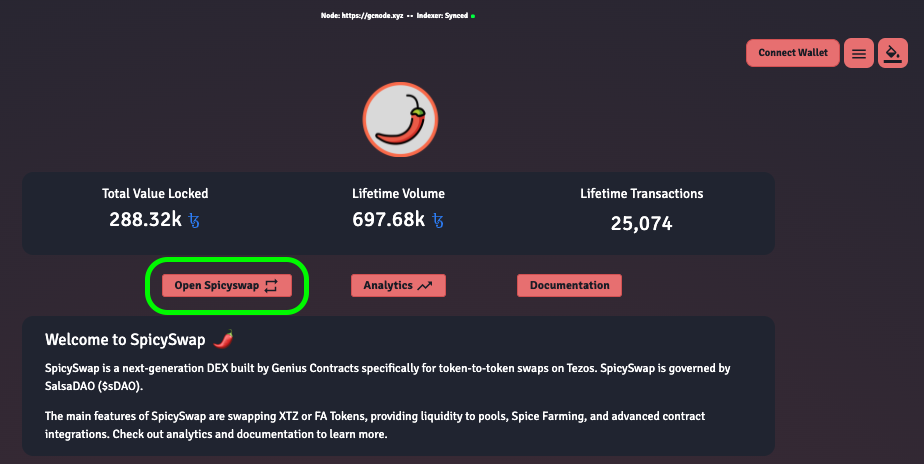 Node: https://gcnode.xyz •• Indexer: Synced
Connect Wallet
Total Value Locked
288.32k ꜩ
Lifetime Volume
697.68k ꜩ
Lifetime Transactions
25,074
Open Spicyswap
Analytics
Documentation
Welcome to SpicySwap 🌶️
SpicySwap is a next-generation DEX built by Genius Contracts specifically for token-to-token swaps on Tezos. SpicySwap is governed by
SalsaDAO ($sDAO).
The main features of SpicySwap are swapping XTZ or FA Tokens, providing liquidity to pools, Spice Farming, and advanced contract
integrations. Check out analytics and documentation to learn more.